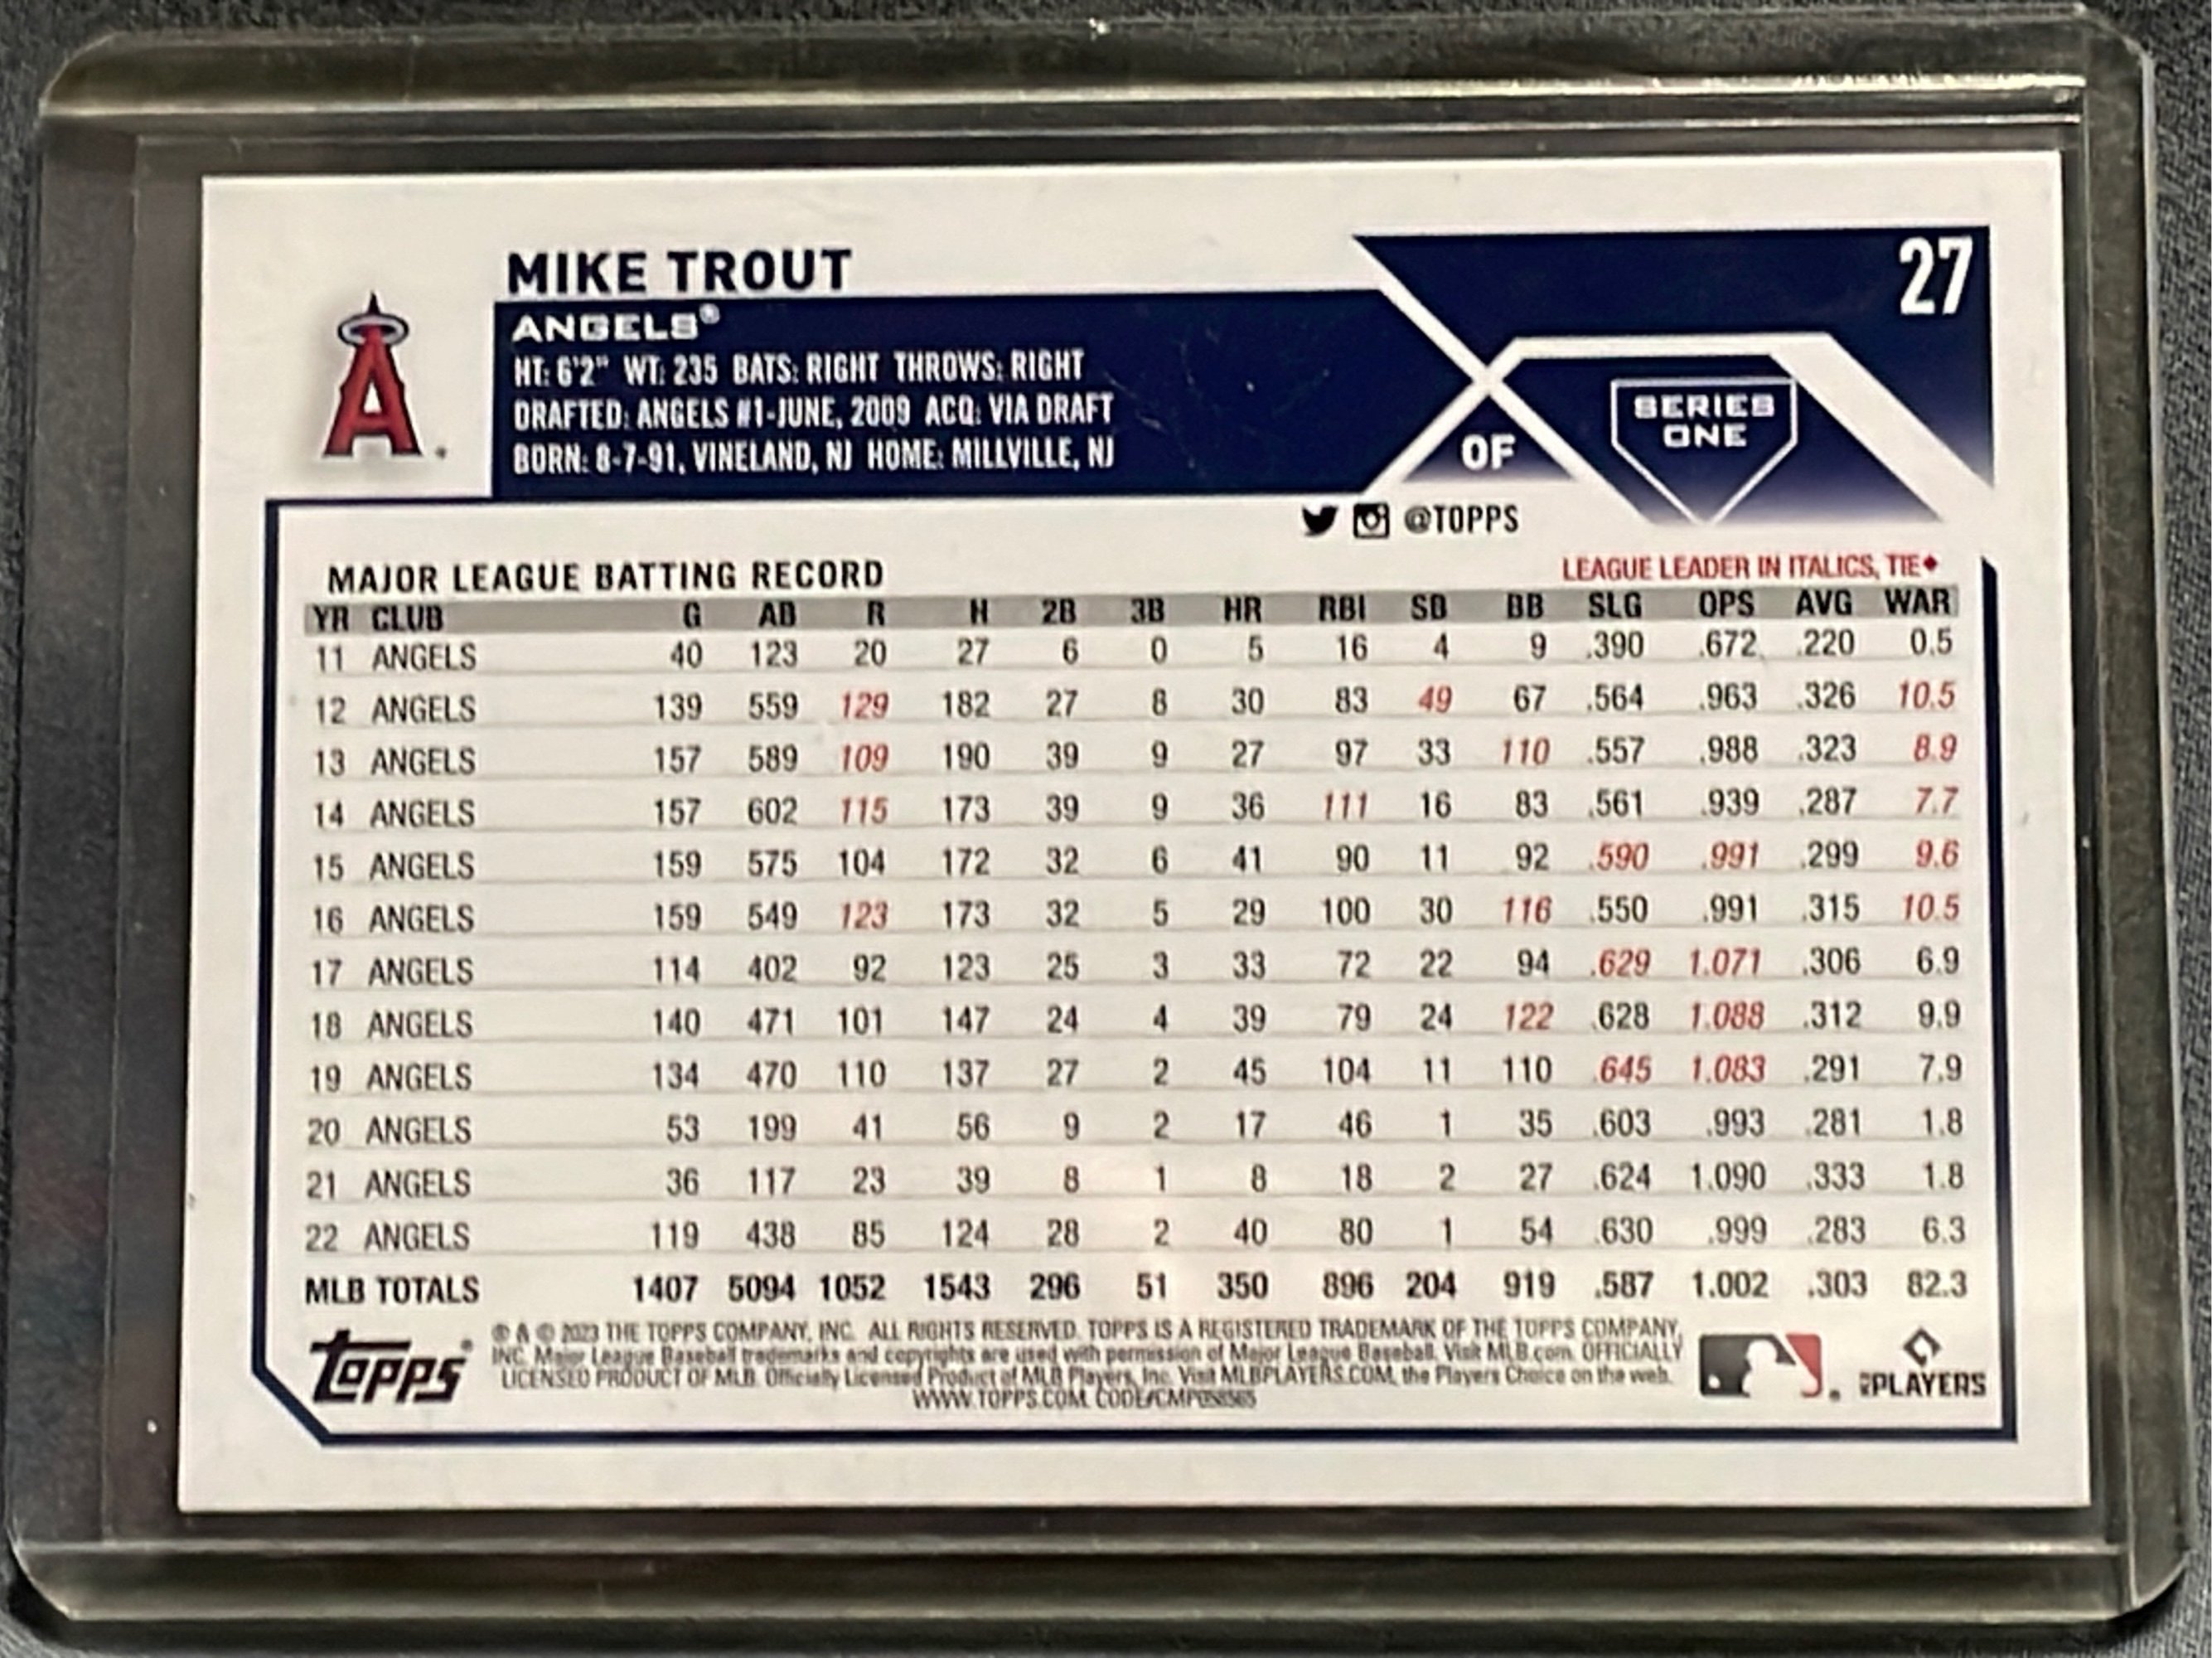 MIKE TROUT
27
ANGELS®
HT: 6'2" WT: 235 BATS: RIGHT THROWS: RIGHT
DRAFTED: ANGELS #1-JUNE, 2009 ACQ: VIA DRAFT
BORN: 8-7-91, VINELAND, NJ HOME: MILLVILLE, NJ
OF
SERIES
ONE
@TOPPS
MAJOR LEAGUE BATTING RECORD
LEAGUE LEADER IN ITALICS, TIE♦
YR CLUB G AB R H 2B 3B HR RBI SB BB SLG OPS AVG WAR
11 ANGELS 40 123 20 27 6 0 5 16 4 9 .390 .672 .220 0.5
12 ANGELS 139 559 129 182 27 8 30 83 49 67 .564 .963 .326 10.5
13 ANGELS 157 589 109 190 39 9 27 97 33 110 .557 .988 .323 8.9
14 ANGELS 157 602 115 173 39 9 36 111 16 83 .561 .939 .287 7.7
15 ANGELS 159 575 104 172 32 6 41 90 11 92 .590 .991 .299 9.6
16 ANGELS 159 549 123 173 32 5 29 100 30 116 .550 .991 .315 10.5
17 ANGELS 114 402 92 123 25 3 33 72 22 94 .629 1.071 .306 6.9
18 ANGELS 140 471 101 147 24 4 39 79 24 122 .628 1.088 .312 9.9
19 ANGELS 134 470 110 137 27 2 45 104 11 110 .645 1.083 .291 7.9
20 ANGELS 53 199 41 56 9 2 17 46 1 35 .603 .993 .281 1.8
21 ANGELS 36 117 23 39 8 1 8 18 2 27 .624 1.090 .333 1.8
22 ANGELS 119 438 85 124 28 2 40 80 1 54 .630 .999 .283 6.3
MLB TOTALS 1407 5094 1052 1543 296 51 350 896 204 919 .587 1.002 .303 82.3
Topps®
® & © 2023 THE TOPPS COMPANY, INC. ALL RIGHTS RESERVED. TOPPS IS A REGISTERED TRADEMARK OF THE TOPPS COMPANY,
INC. Major League Baseball trademarks and copyrights are used with permission of Major League Baseball. Visit MLB.com. OFFICIALLY
LICENSED PRODUCT OF MLB Officially Licensed Product of MLB Players, Inc. Visit MLBPLAYERS.COM, the Players Choice on the web.
WWW.TOPPS.COM. CODE#
PLAYERS